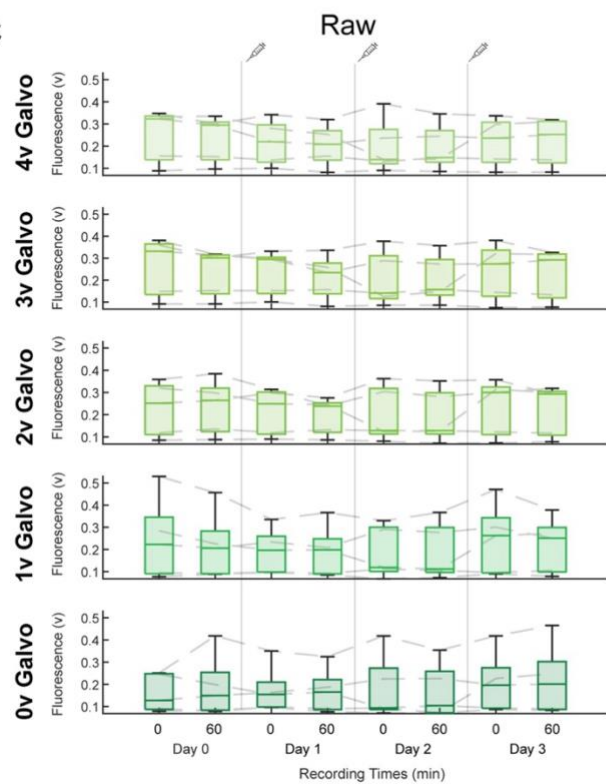 Raw
4v Galvo
Fluorescence (v)
0.5
0.4
0.3
0.2
0.1
3v Galvo
Fluorescence (v)
0.5
0.4
0.3
0.2
0.1
2v Galvo
Fluorescence (v)
0.5
0.4
0.3
0.2
0.1
1v Galvo
Fluorescence (v)
0.5
0.4
0.3
0.2
0.1
0v Galvo
Fluorescence (v)
0.5
0.4
0.3
0.2
0.1
0 60 0 60 0 60 0 60
Day 0 Day 1 Day 2 Day 3
Recording Times (min)